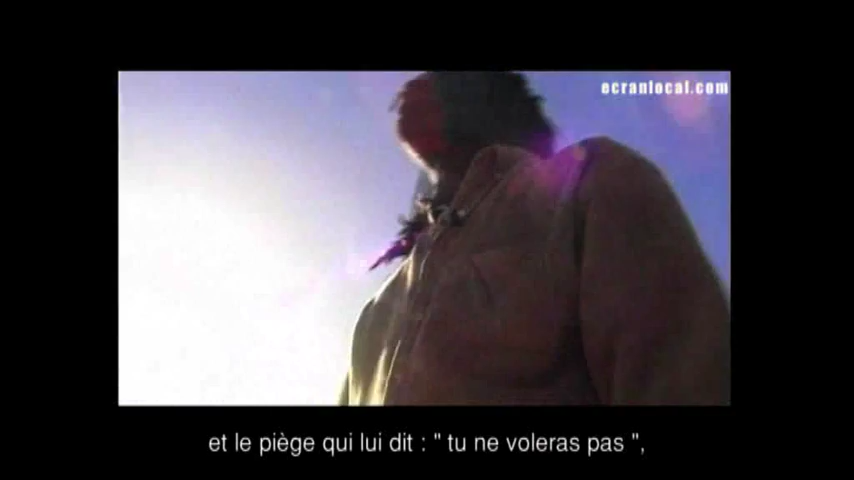 ecranlocal.com
et le piège qui lui dit : " tu ne voleras pas ",